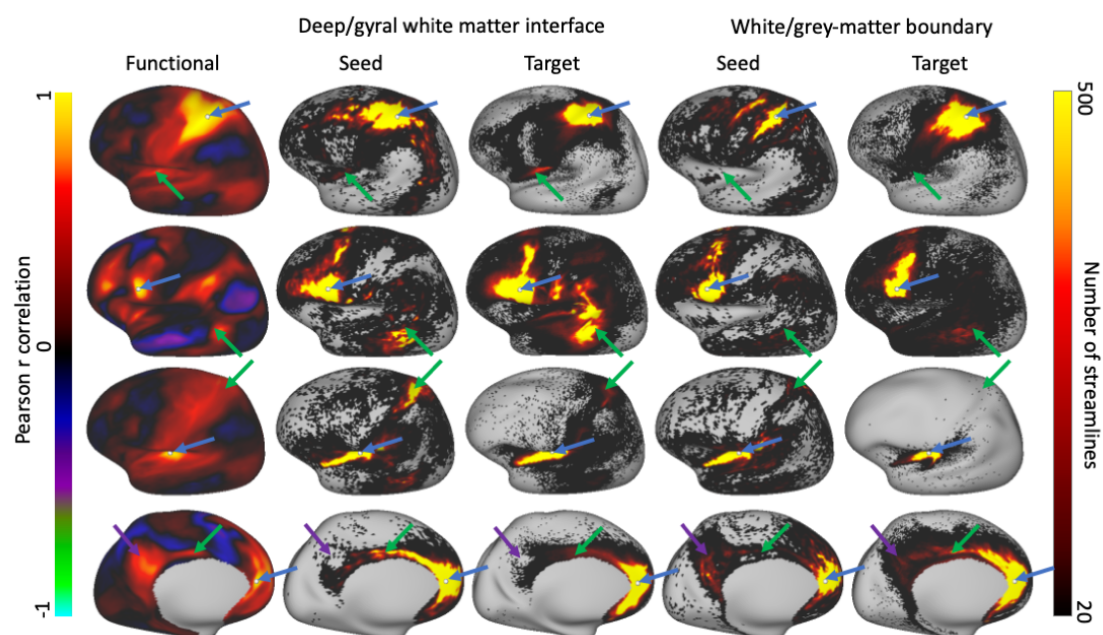 Deep/gyral white matter interface
White/grey-matter boundary
Functional
Seed
Target
Seed
Target
1
0
-1
Pearson r correlation
500
20
Number of streamlines